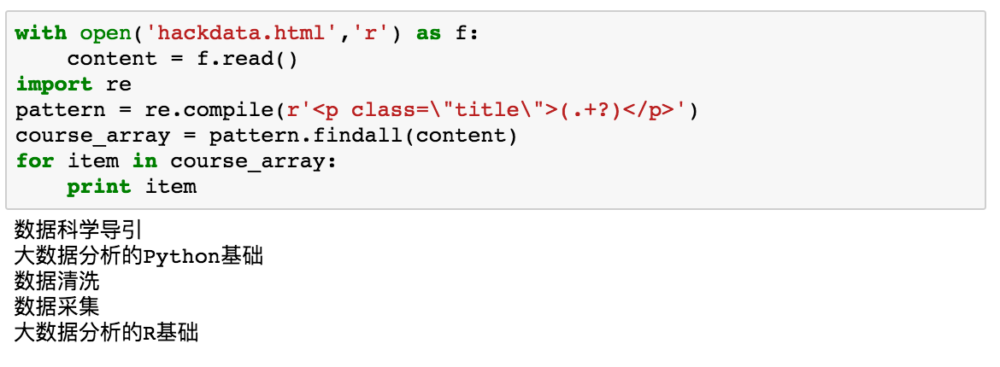 with open('hackdata.html','r') as f:
    content = f.read()
import re
pattern = re.compile(r'<p class=\"title\">(.+?)</p>')
course_array = pattern.findall(content)
for item in course_array:
    print item
数据科学导引
大数据分析的Python基础
数据清洗
数据采集
大数据分析的R基础